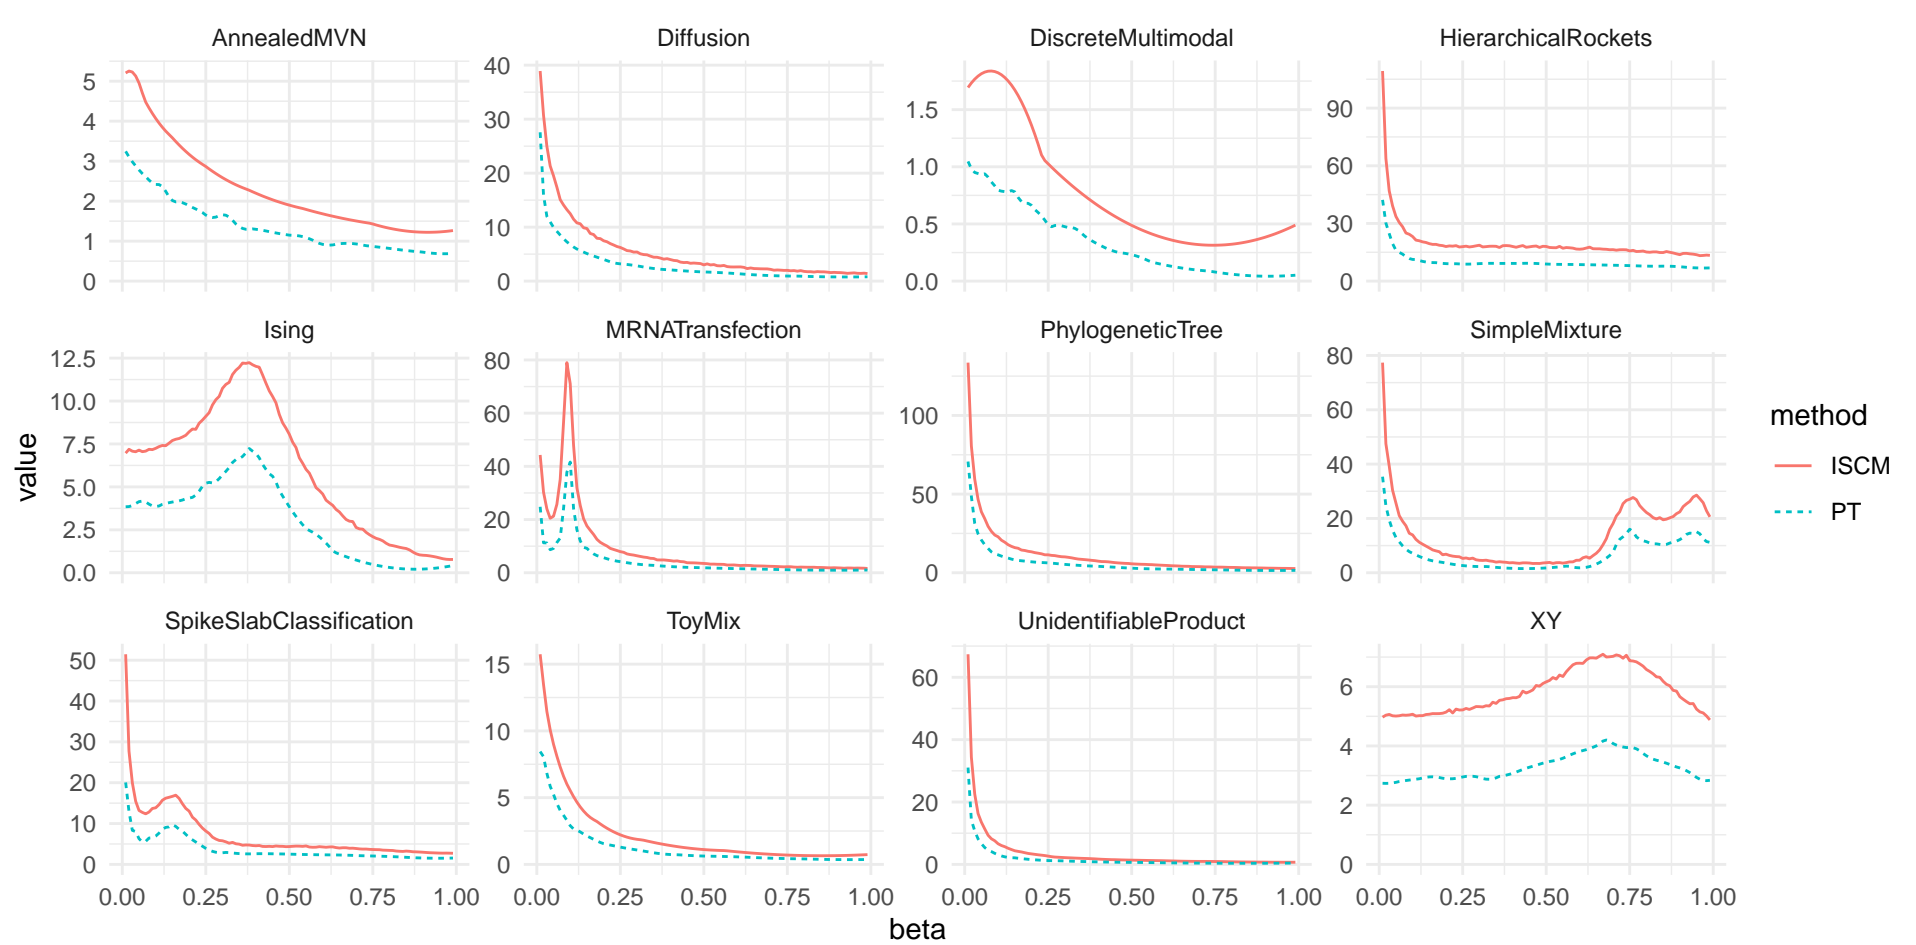 AnnealedMVN Diffusion DiscreteMultimodal HierarchicalRockets
5 4 3 2 1 0
40 30 20 10 0
1.5 1.0 0.5 0.0
90 60 30 0
Ising MRNATransfection PhylogeneticTree SimpleMixture
12.5 10.0 7.5 5.0 2.5 0.0
80 60 40 20 0
100 50 0
80 60 40 20 0
SpikeSlabClassification ToyMix UnidentifiableProduct XY
50 40 30 20 10 0
15 10 5 0
60 40 20 0
6 4 2 0
0.00 0.25 0.50 0.75 1.00 0.00 0.25 0.50 0.75 1.00 0.00 0.25 0.50 0.75 1.00 0.00 0.25 0.50 0.75 1.00
beta
value
method
ISCM
PT